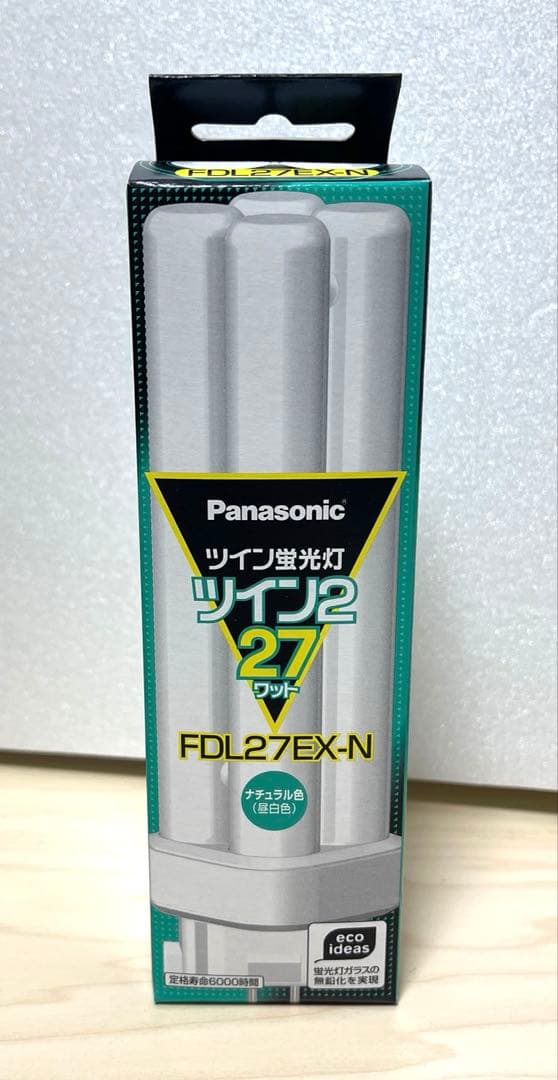 FDL27EX-N
Panasonic
ツイン蛍光灯
ツイン2
27
ワット
FDL27EX-N
ナチュラル色
(昼白色)
eco
ideas
蛍光灯ガラスの
無鉛化を実現
定格寿命6000時間